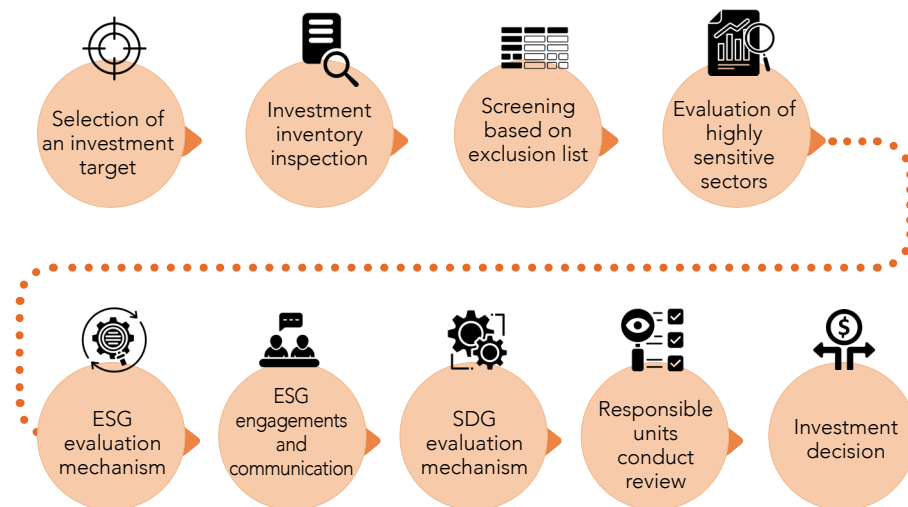 Selection of
an investment
target
Investment
inventory
inspection
Screening
based on
exclusion list
Evaluation of
highly
sensitive
sectors
ESG
evaluation
mechanism
ESG
engagements
and
communication
SDG
evaluation
mechanism
Responsible
units
conduct
review
$
Investment
decision